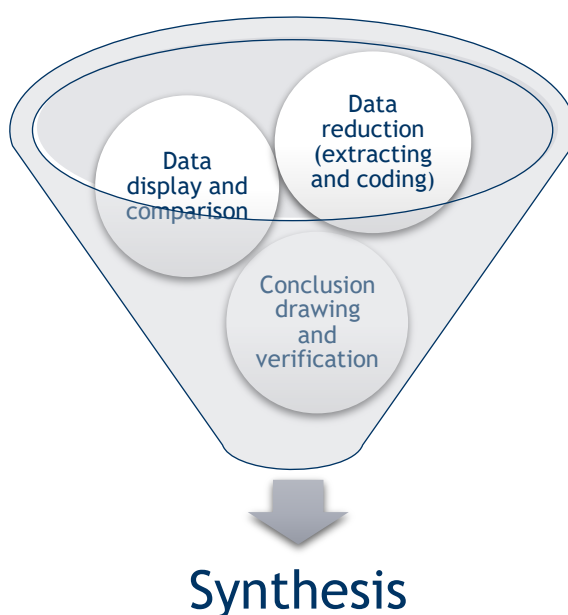 Data
reduction
(extracting
and coding)
Data
display and
comparison
Conclusion
drawing
and
verification
Synthesis